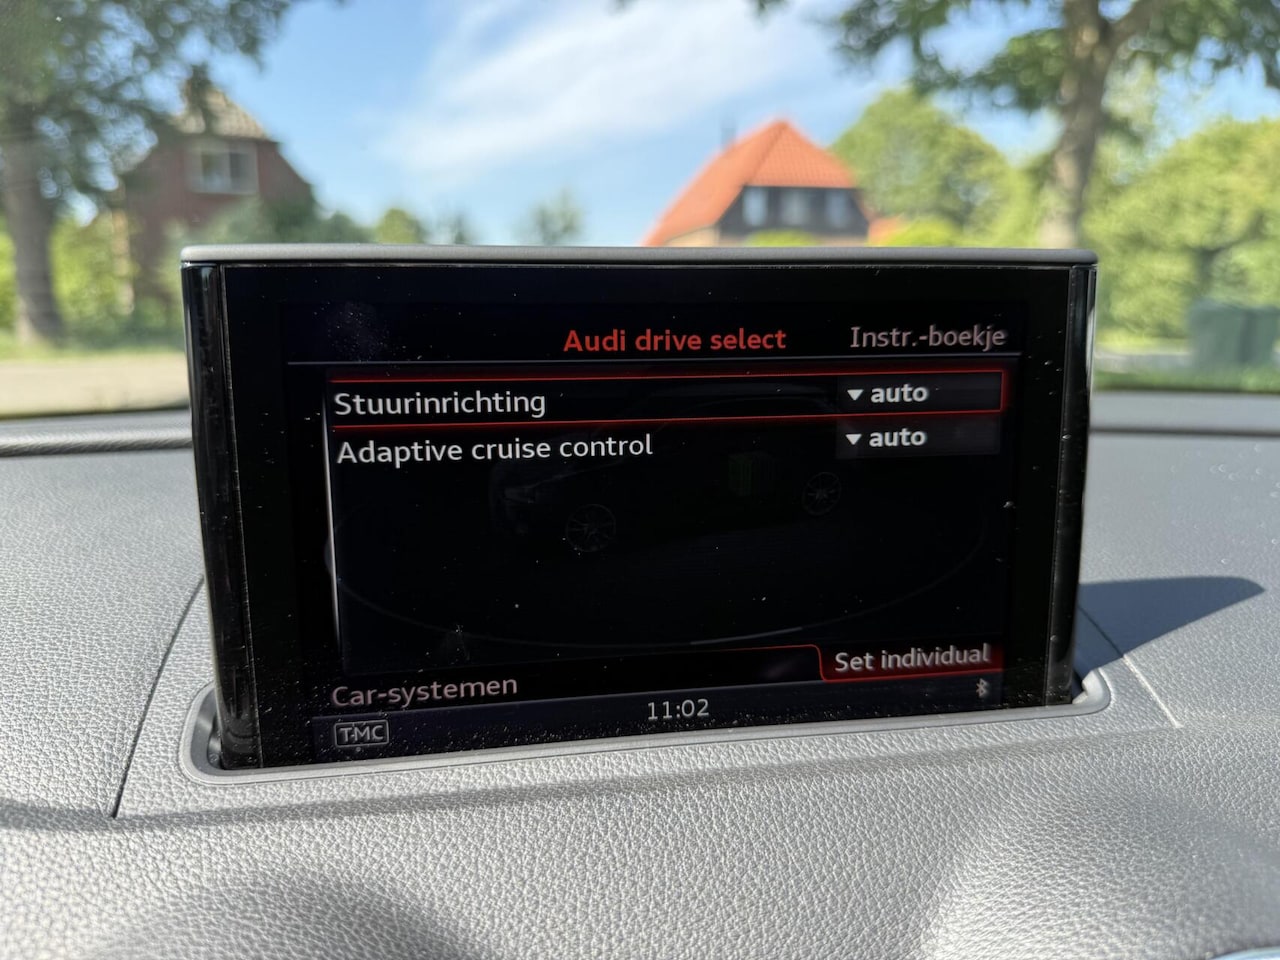 Audi drive select
Instr.-boekje
Stuurinrichting
▼ auto
Adaptive cruise control
▼ auto
Set individual
Car-systemen
11:02
TMC